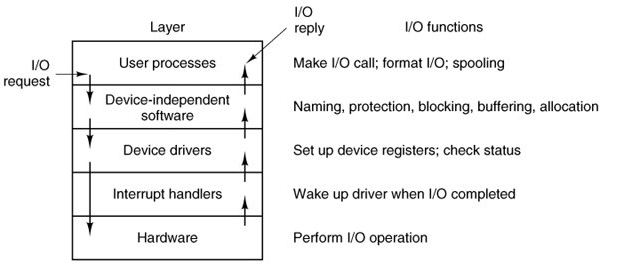 Layer
I/O
reply
I/O functions
I/O
request
User processes
Make I/O call; format I/O; spooling
Device-independent
software
Naming, protection, blocking, buffering, allocation
Device drivers
Set up device registers; check status
Interrupt handlers
Wake up driver when I/O completed
Hardware
Perform I/O operation